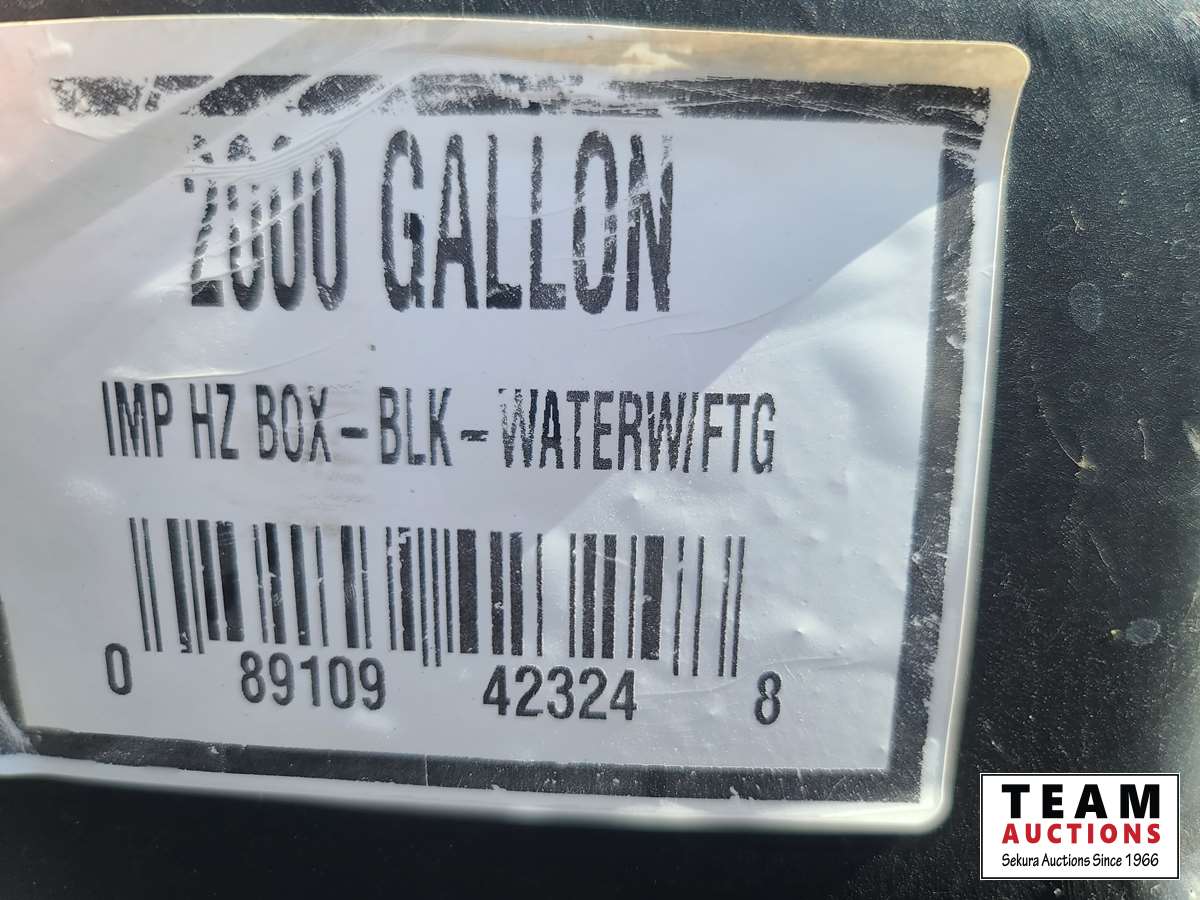 2000 GALLON
IMP HZ BOX-BLK-WATERW/FTG
0 89109 42324 8
TEAM
AUCTIONS
Sekura Auctions Since 1966